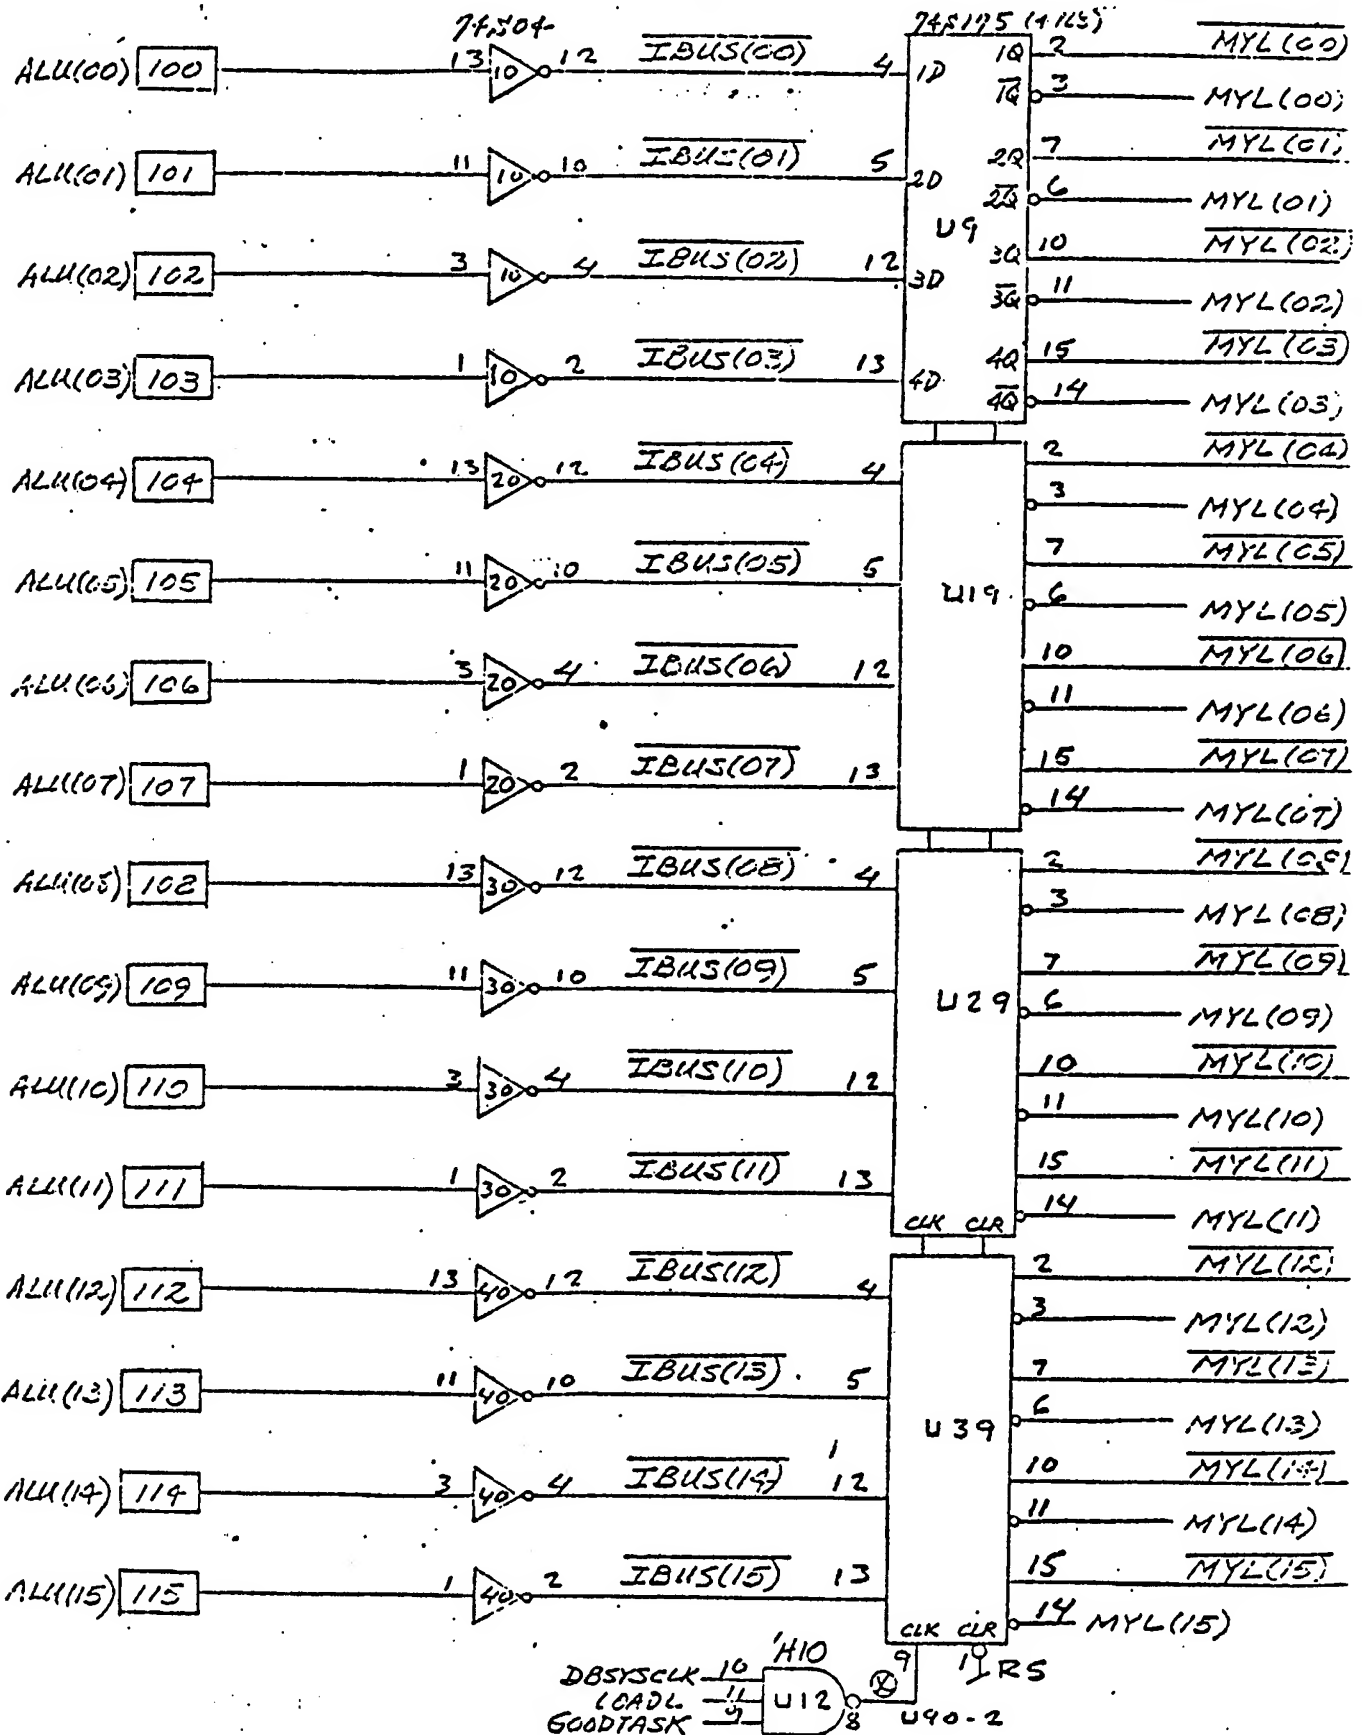 74S04 74S175 (4 IC'S)
ALU(00) 100 13 10 12 IBUS(00) 4 1D 1Q 2 MYL(00)
1Q 3 MYL(00)
ALU(01) 101 11 10 10 IBUS(01) 5 2D 2Q 7 MYL(01)
2Q 6 MYL(01)
U9
ALU(02) 102 3 10 4 IBUS(02) 12 3D 3Q 10 MYL(02)
3Q 11 MYL(02)
ALU(03) 103 1 10 2 IBUS(03) 13 4D 4Q 15 MYL(03)
4Q 14 MYL(03)
ALU(04) 104 13 20 12 IBUS(04) 4 2 MYL(04)
3 MYL(04)
ALU(05) 105 11 20 10 IBUS(05) 5 7 MYL(05)
U19 6 MYL(05)
ALU(06) 106 3 20 4 IBUS(06) 12 10 MYL(06)
11 MYL(06)
ALU(07) 107 1 20 2 IBUS(07) 13 15 MYL(07)
14 MYL(07)
ALU(08) 108 13 30 12 IBUS(08) 4 2 MYL(08)
3 MYL(08)
ALU(09) 109 11 30 10 IBUS(09) 5 7 MYL(09)
U29 6 MYL(09)
ALU(10) 110 3 30 4 IBUS(10) 12 10 MYL(10)
11 MYL(10)
ALU(11) 111 1 30 2 IBUS(11) 13 15 MYL(11)
CLK CLR 14 MYL(11)
ALU(12) 112 13 40 12 IBUS(12) 4 2 MYL(12)
3 MYL(12)
ALU(13) 113 11 40 10 IBUS(13) 5 7 MYL(13)
U39 6 MYL(13)
ALU(14) 114 3 40 4 IBUS(14) 12 10 MYL(14)
11 MYL(14)
ALU(15) 115 1 40 2 IBUS(15) 13 15 MYL(15)
CLK CLR 14 MYL(15)
'H10 9 1 RS
DBSYSCLK 10
LOADL 11 U12 8 U90-2
GOODTASK 9